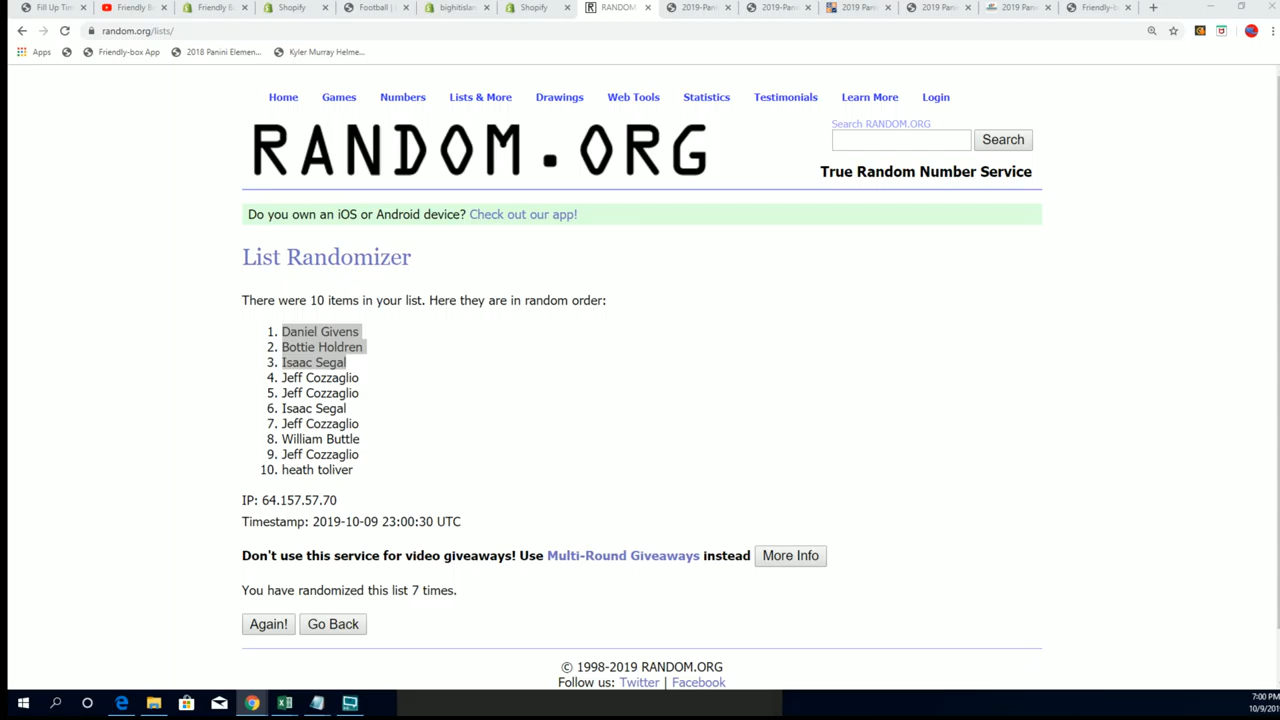 Fill Up Tim
Friendly B
Friendly B
Shopify
Football |
bighitisla
Shopify
RANDOM
2019-Pan
2019-Pani
2019 Pani
2019 Pani
2019 Pani
Friendly-b
random.org/lists/
Apps
Friendly-box App
2018 Panini Elemen...
Kyler Murray Helme...
Home Games Numbers Lists & More Drawings Web Tools Statistics Testimonials Learn More Login
Search RANDOM.ORG
RANDOM.ORG
Search
True Random Number Service
Do you own an iOS or Android device? Check out our app!
List Randomizer
There were 10 items in your list. Here they are in random order:
1. Daniel Givens
2. Bottie Holdren
3. Isaac Segal
4. Jeff Cozzaglio
5. Jeff Cozzaglio
6. Isaac Segal
7. Jeff Cozzaglio
8. William Buttle
9. Jeff Cozzaglio
10. heath toliver
IP: 64.157.57.70
Timestamp: 2019-10-09 23:00:30 UTC
Don't use this service for video giveaways! Use Multi-Round Giveaways instead More Info
You have randomized this list 7 times.
Again! Go Back
© 1998-2019 RANDOM.ORG
Follow us: Twitter | Facebook
7:00 PM
10/9/201